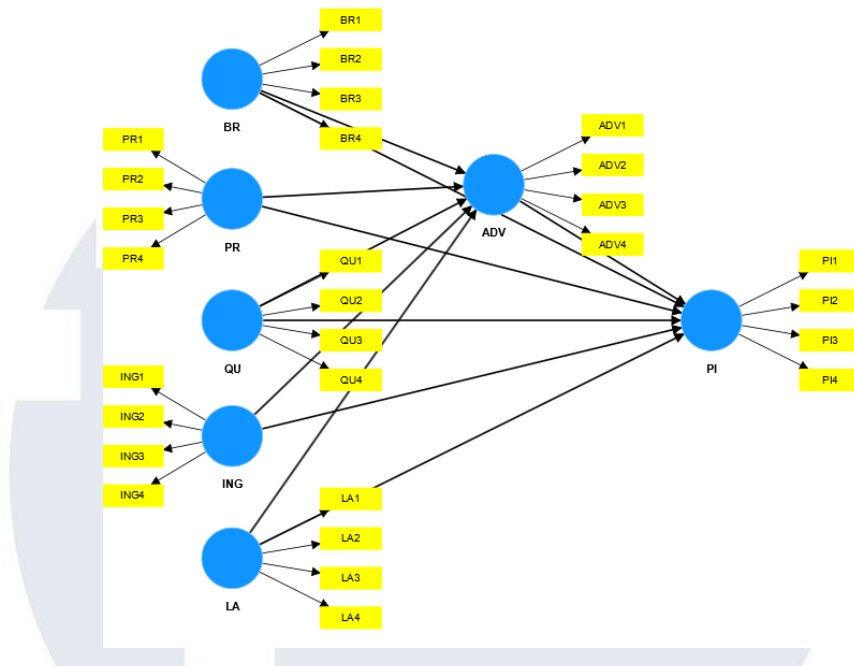 BR1
BR2
BR3
BR4
BR
PR1
PR2
PR3
PR4
PR
ADV1
ADV2
ADV3
ADV4
ADV
QU1
QU2
QU3
QU4
QU
PI1
PI2
PI3
PI4
PI
ING1
ING2
ING3
ING4
ING
LA1
LA2
LA3
LA4
LA